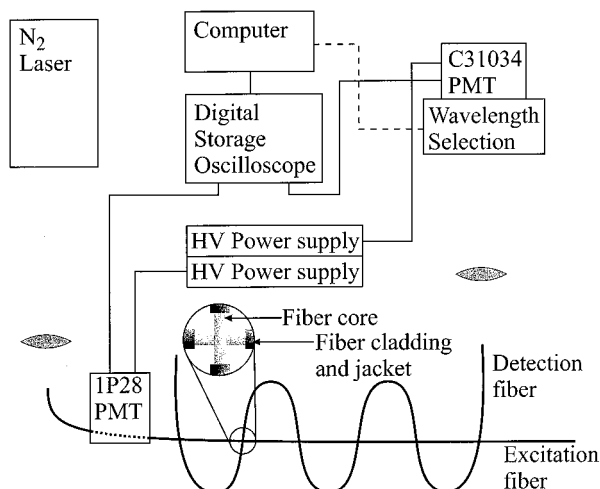 N2
Laser
Computer
Digital
Storage
Oscilloscope
C31034
PMT
Wavelength
Selection
HV Power supply
HV Power supply
Fiber core
Fiber cladding
and jacket
1P28
PMT
Detection
fiber
Excitation
fiber